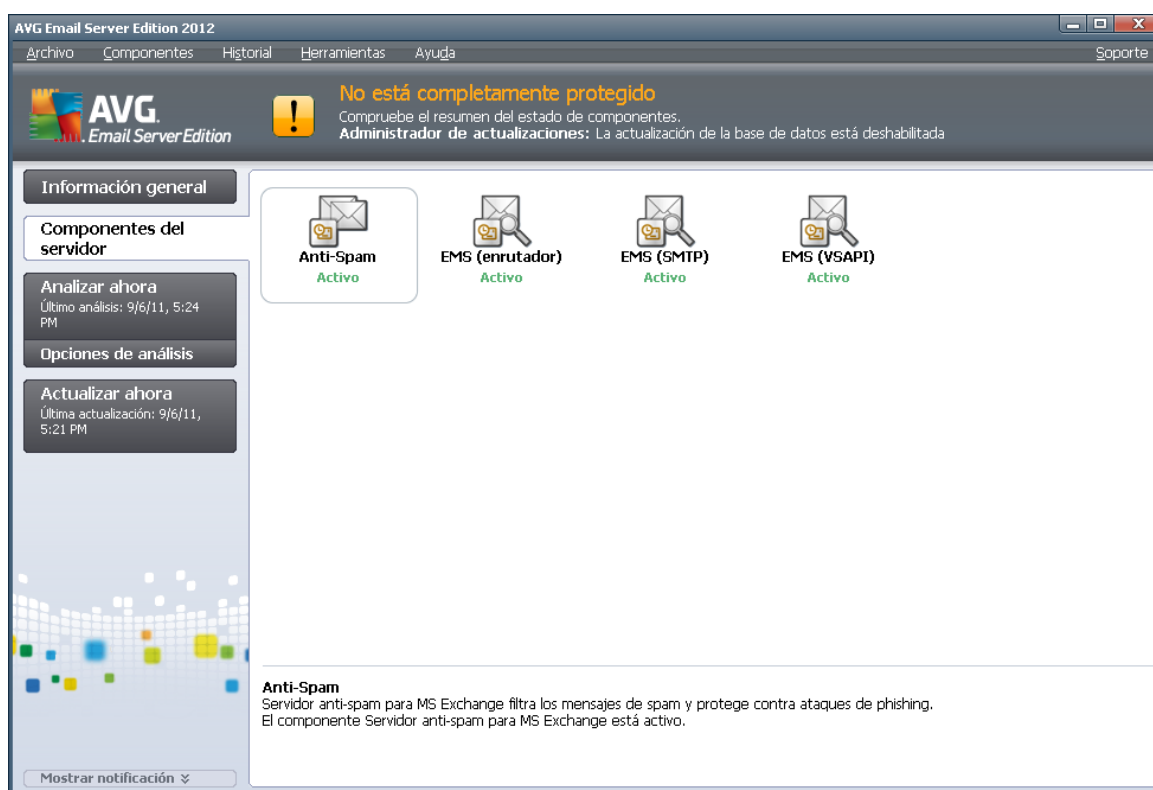 AVG Email Server Edition 2012
Archivo Componentes Historial Herramientas Ayuda Soporte
AVG.
Email Server Edition
No está completamente protegido
Compruebe el resumen del estado de componentes.
Administrador de actualizaciones: La actualización de la base de datos está deshabilitada
Información general
Componentes del
servidor
Analizar ahora
Último análisis: 9/6/11, 5:24
PM
Opciones de análisis
Actualizar ahora
Última actualización: 9/6/11,
5:21 PM
Mostrar notificación
Anti-Spam EMS (enrutador) EMS (SMTP) EMS (VSAPI)
Activo Activo Activo Activo
Anti-Spam
Servidor anti-spam para MS Exchange filtra los mensajes de spam y protege contra ataques de phishing.
El componente Servidor anti-spam para MS Exchange está activo.